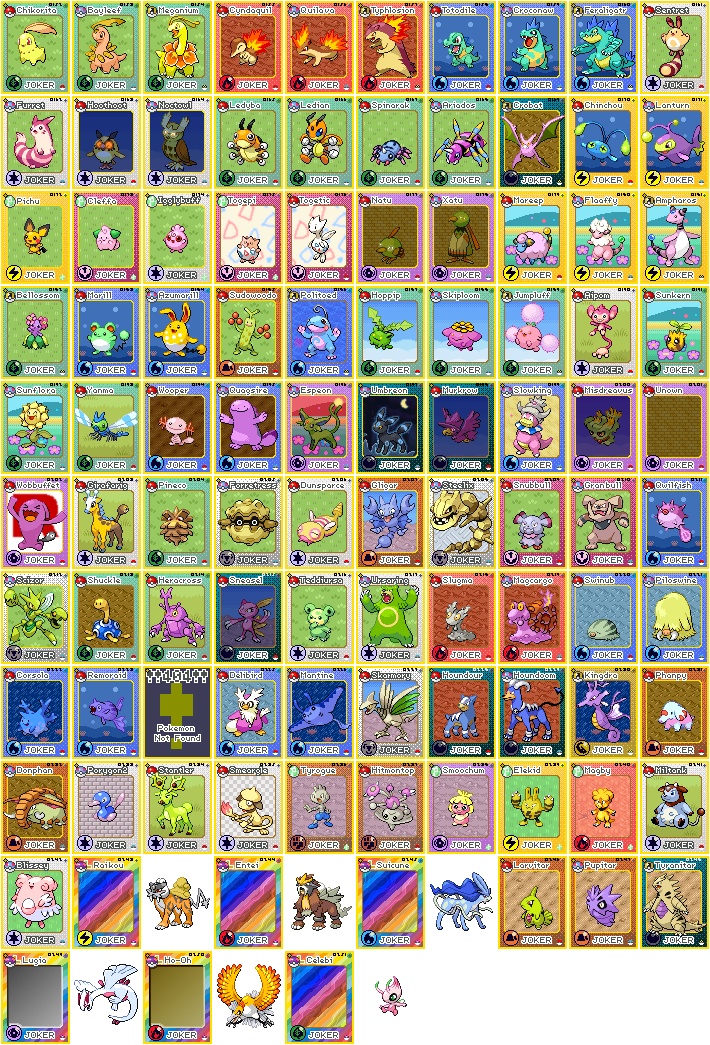 Chikorita Bayleef Meganium Cyndaquil Quilava Typhlosion Totodile Croconaw Feraligatr Sentret
JOKER JOKER JOKER JOKER JOKER JOKER JOKER JOKER JOKER JOKER
Furret Hoothoot Noctowl Ledyba Ledian Spinarak Ariados Crobat Chinchou Lanturn
JOKER JOKER JOKER JOKER JOKER JOKER JOKER JOKER JOKER JOKER
Pichu Cleffa Igglybuff Togepi Togetic Natu Xatu Mareep Flaaffy Ampharos
JOKER JOKER JOKER JOKER JOKER JOKER JOKER JOKER JOKER JOKER
Bellossom Marill Azumarill Sudowoodo Politoed Hoppip Skiploom Jumpluff Aipom Sunkern
JOKER JOKER JOKER JOKER JOKER JOKER JOKER JOKER JOKER JOKER
Sunflora Yanma Wooper Quagsire Espeon Umbreon Murkrow Slowking Misdreavus Unown
JOKER JOKER JOKER JOKER JOKER JOKER JOKER JOKER JOKER JOKER
Wobbuffet Girafarig Pineco Forretress Dunsparce Gligar Steelix Snubbull Granbull Qwilfish
JOKER JOKER JOKER JOKER JOKER JOKER JOKER JOKER JOKER JOKER
Scizor Shuckle Heracross Sneasel Teddiursa Ursaring Slugma Magcargo Swinub Piloswine
JOKER JOKER JOKER JOKER JOKER JOKER JOKER JOKER JOKER JOKER
Corsola Remoraid !!404!! Delibird Mantine Skarmory Houndour Houndoom Kingdra Phanpy
Pokemon
Not Found
JOKER JOKER JOKER JOKER JOKER JOKER JOKER JOKER JOKER
Donphan Porygon2 Stantler Smeargle Tyrogue Hitmontop Smoochum Elekid Magby Miltank
JOKER JOKER JOKER JOKER JOKER JOKER JOKER JOKER JOKER JOKER
Blissey Raikou Entei Suicune Larvitar Pupitar Tyranitar
JOKER JOKER JOKER JOKER JOKER JOKER JOKER
Lugia Ho-Oh Celebi
JOKER JOKER JOKER